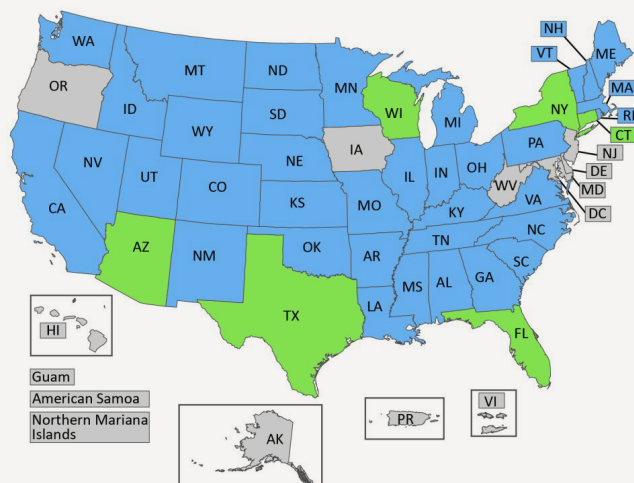 NH
ME
VT
WA
MT
ND
MN
MA
OR
ID
SD
WI
MI
NY
RI
CT
WY
IA
PA
NJ
NV
UT
NE
IL
IN
OH
WV
DE
MD
DC
CO
KS
MO
KY
VA
CA
AZ
NM
OK
AR
TN
NC
SC
TX
LA
MS
AL
GA
FL
HI
Guam
American Samoa
Northern Mariana
Islands
AK
PR
VI